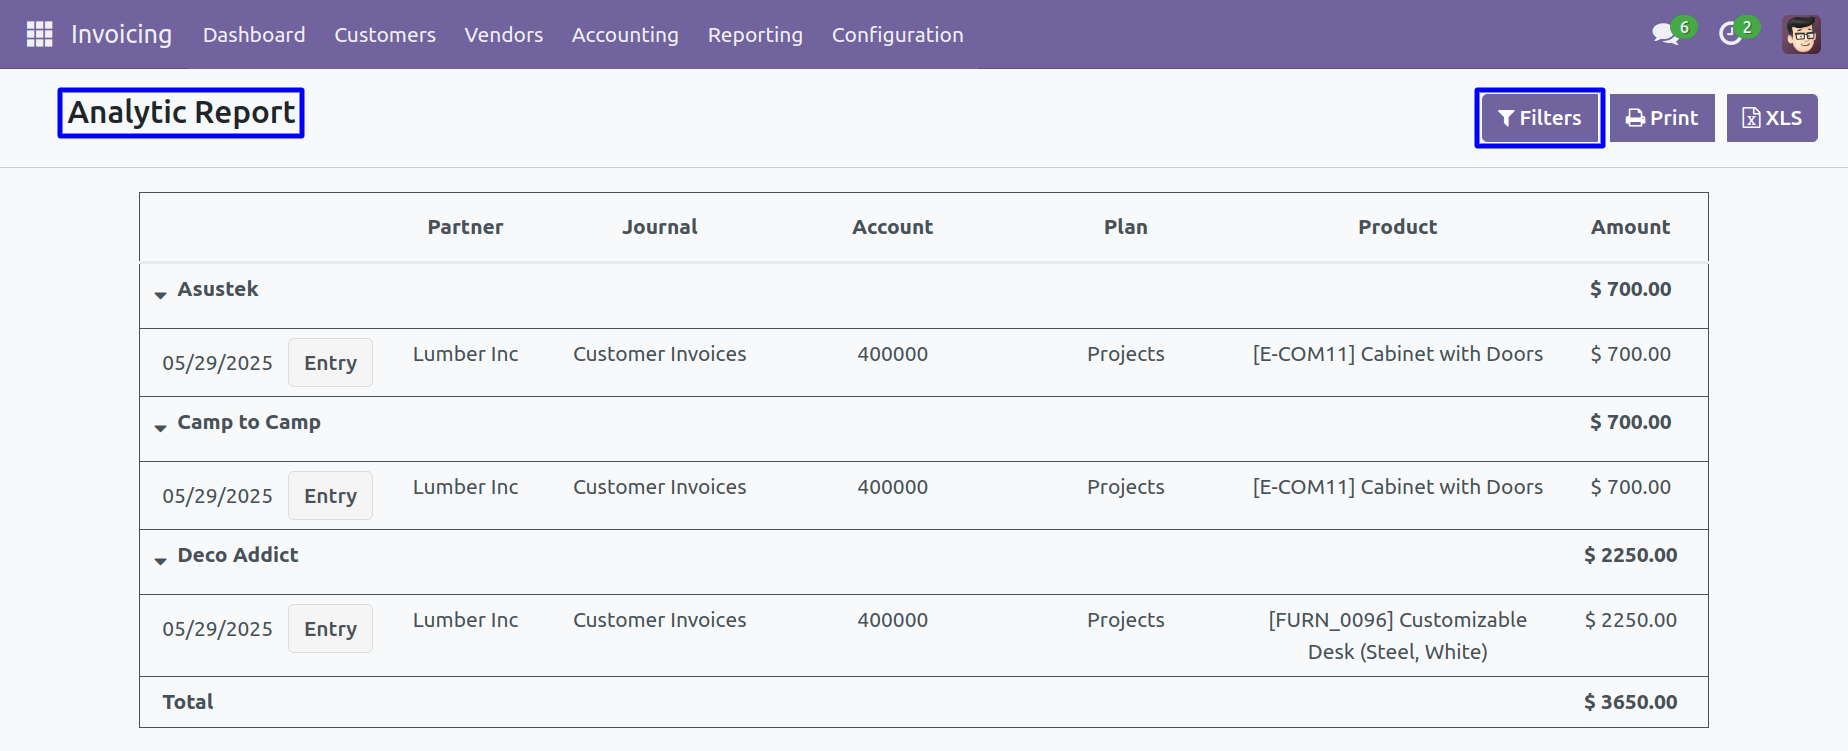 Invoicing Dashboard Customers Vendors Accounting Reporting Configuration 6 2
Analytic Report Filters Print XLS
Partner Journal Account Plan Product Amount
Asustek $ 700.00
05/29/2025 Entry Lumber Inc Customer Invoices 400000 Projects [E-COM11] Cabinet with Doors $ 700.00
Camp to Camp $ 700.00
05/29/2025 Entry Lumber Inc Customer Invoices 400000 Projects [E-COM11] Cabinet with Doors $ 700.00
Deco Addict $ 2250.00
05/29/2025 Entry Lumber Inc Customer Invoices 400000 Projects [FURN_0096] Customizable $ 2250.00
Desk (Steel, White)
Total $ 3650.00